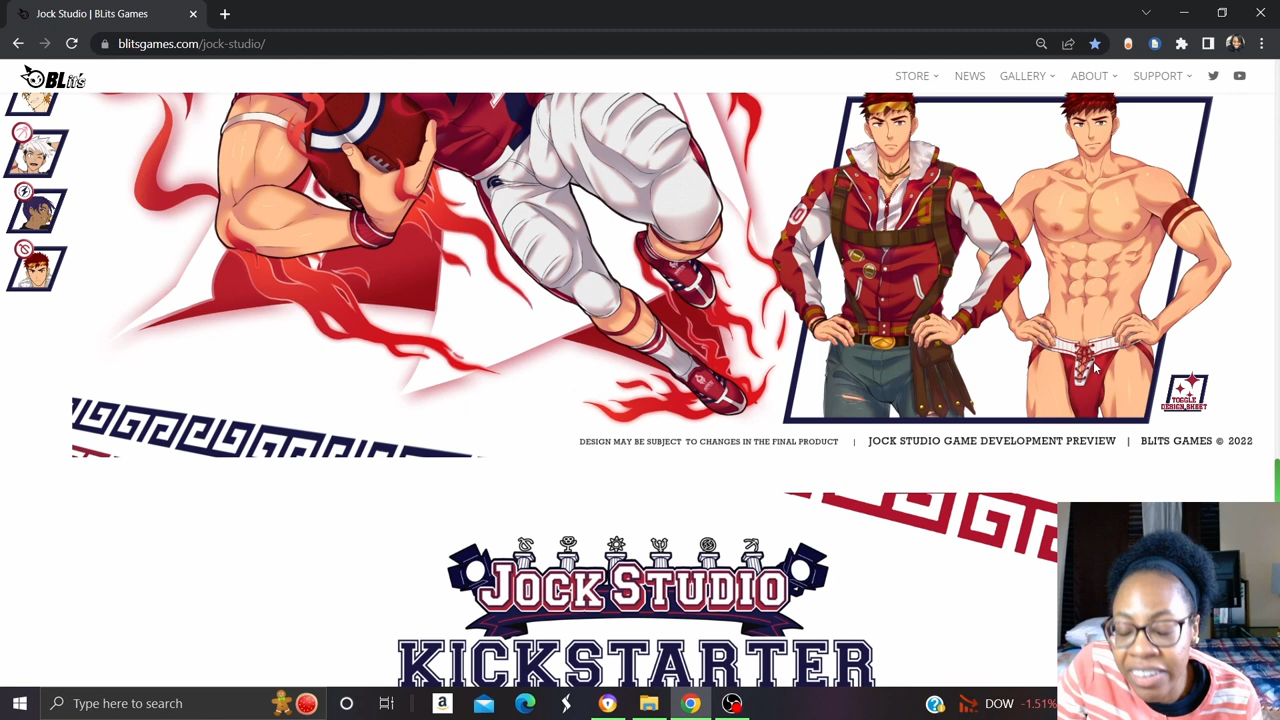 Jock Studio | BLits Games
blitsgames.com/jock-studio/
BLits
STORE
NEWS
GALLERY
ABOUT
SUPPORT
TOGGLE
DESIGN SHEET
DESIGN MAY BE SUBJECT TO CHANGES IN THE FINAL PRODUCT | JOCK STUDIO GAME DEVELOPMENT PREVIEW | BLITS GAMES © 2022
JOCK STUDIO
KICKSTARTER
Type here to search
DOW -1.51%